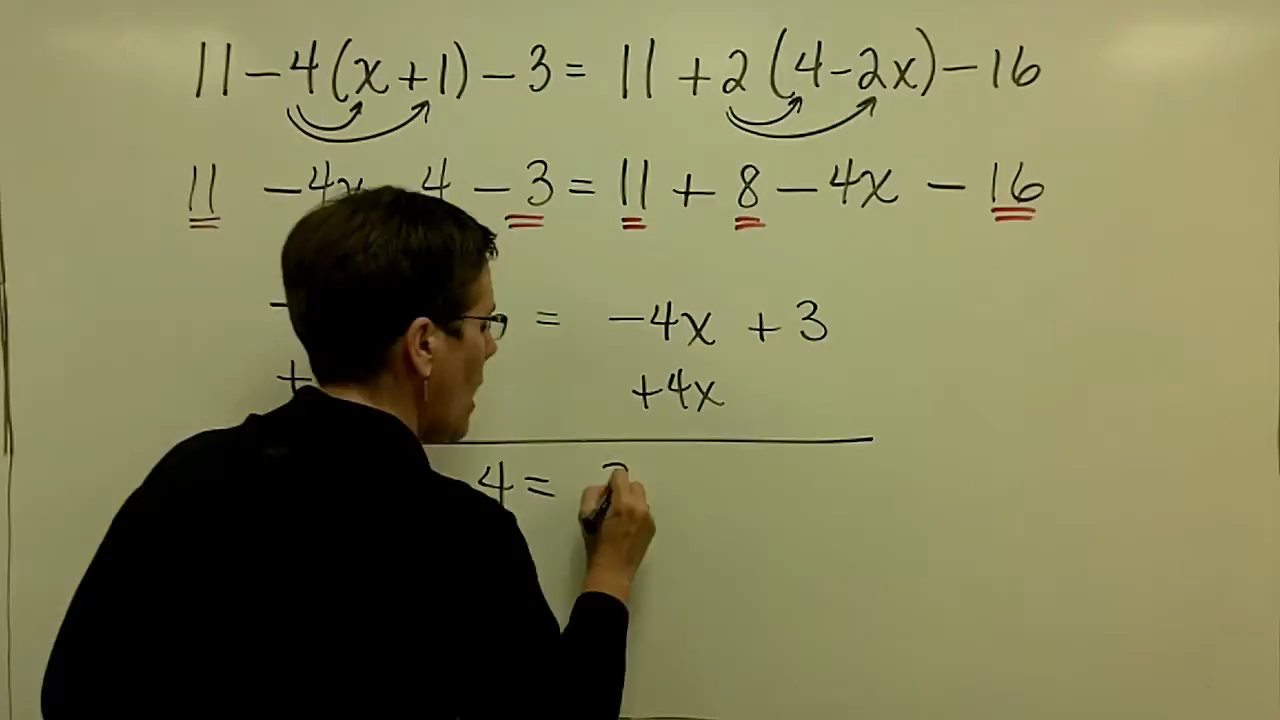 11 - 4(x + 1) - 3 = 11 + 2(4 - 2x) - 16
11 - 4x 4 - 3 = 11 + 8 - 4x - 16
- = -4x + 3
+ +4x
4 =